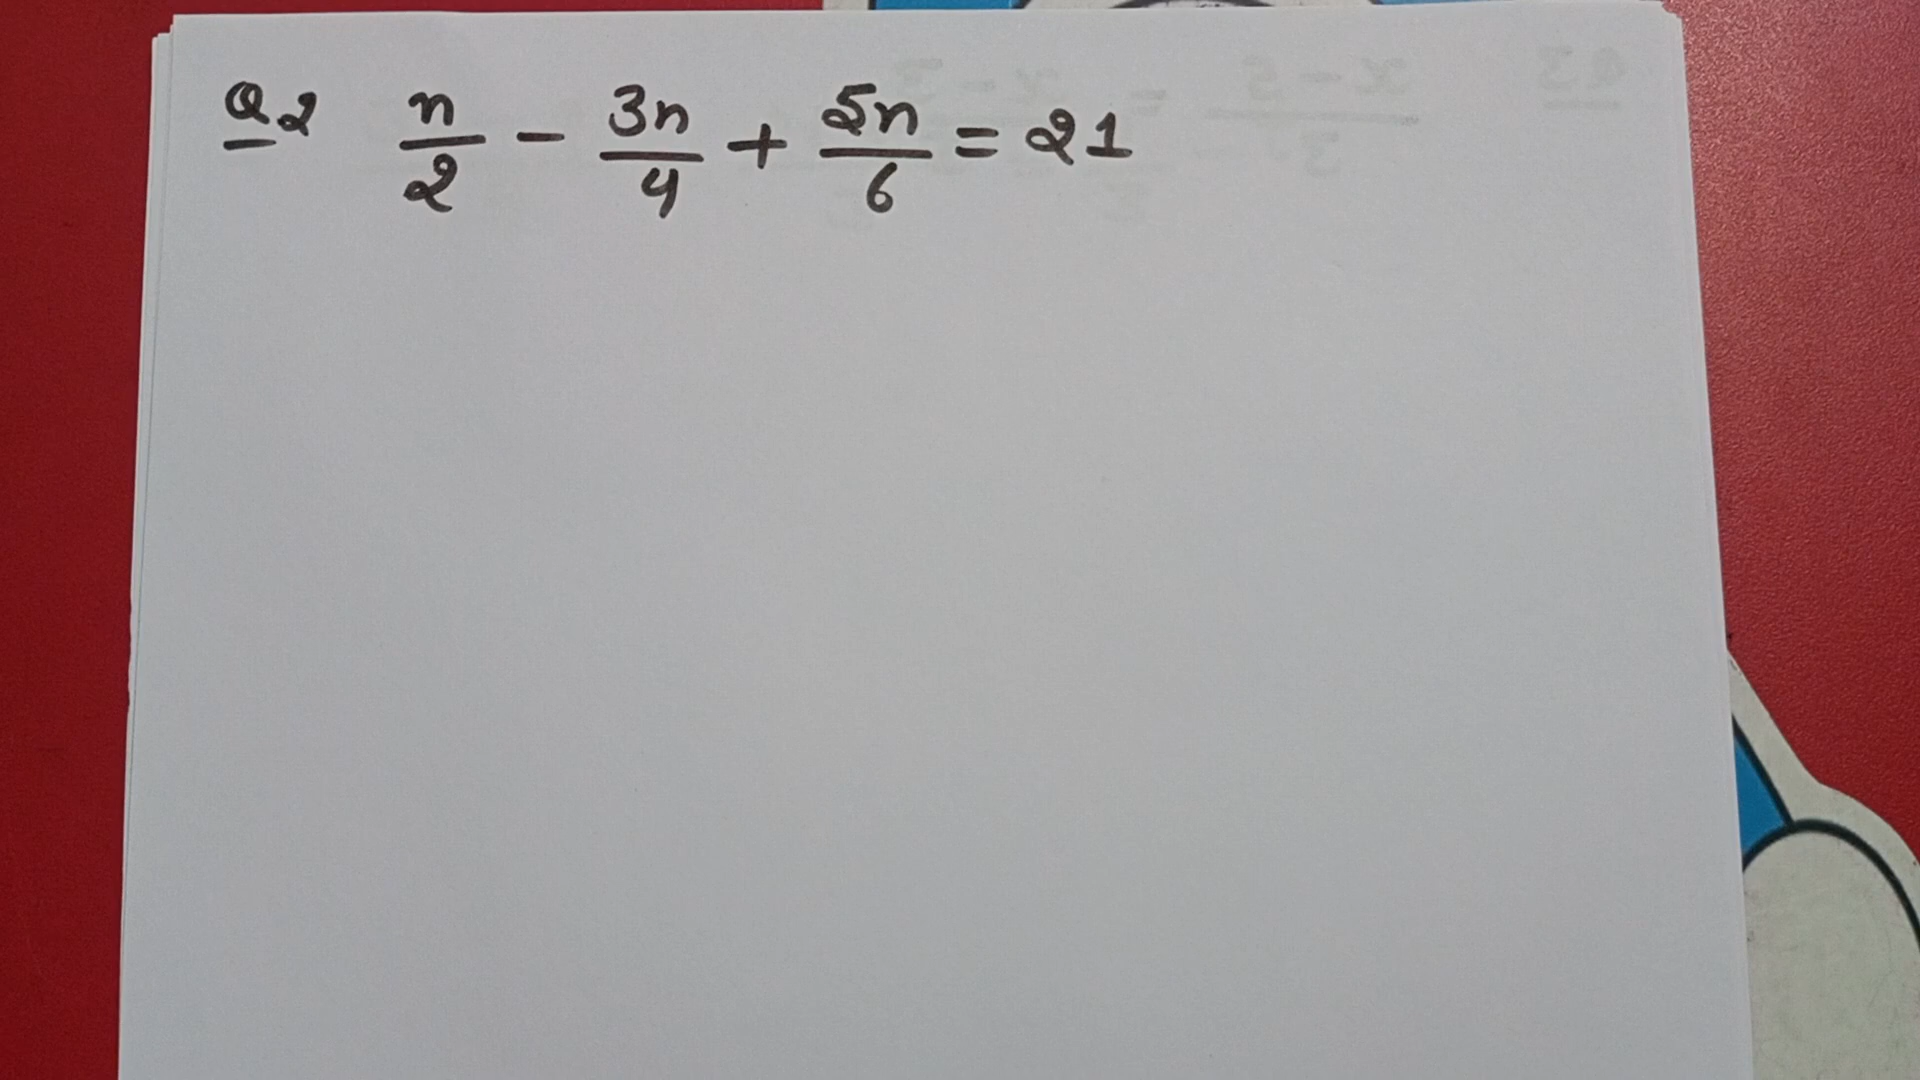 Q2 n/2 - 3n/4 + 5n/6 = 21